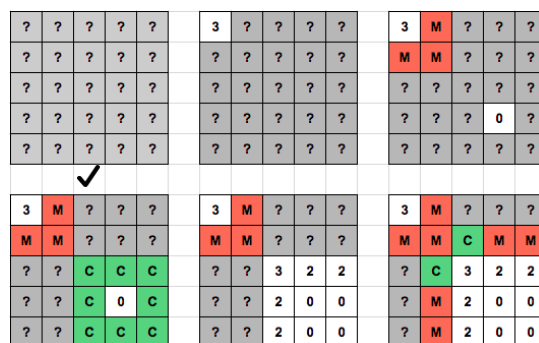 ? ? ? ? ? 3 ? ? ? ? 3 M ? ? ?
? ? ? ? ? ? ? ? ? ? M M ? ? ?
? ? ? ? ? ? ? ? ? ? ? ? ? ? ?
? ? ? ? ? ? ? ? ? ? ? ? ? 0 ?
? ? ? ? ? ? ? ? ? ? ? ? ? ? ?
3 M ? ? ? 3 M ? ? ? 3 M ? ? ?
M M ? ? ? M M ? ? ? M M C M M
? ? C C C ? ? 3 2 2 ? C 3 2 2
? ? C 0 C ? ? 2 0 0 ? M 2 0 0
? ? C C C ? ? 2 0 0 ? M 2 0 0